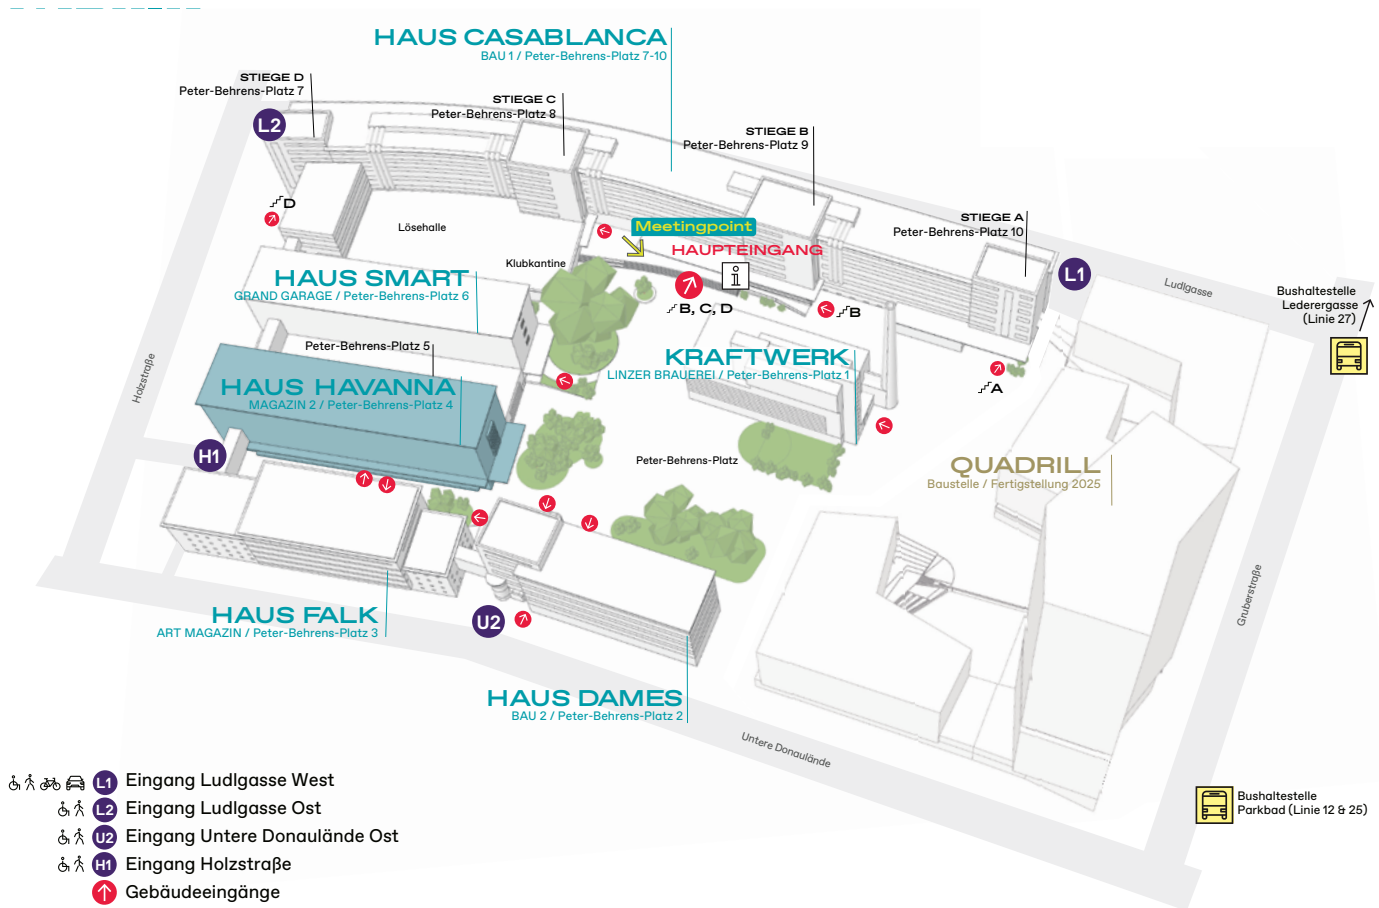 HAUS CASABLANCA
BAU 1 / Peter-Behrens-Platz 7-10
STIEGE D
Peter-Behrens-Platz 7
L2
STIEGE C
Peter-Behrens-Platz 8
STIEGE B
Peter-Behrens-Platz 9
STIEGE A
Peter-Behrens-Platz 10
D
Lösehalle
Meetingpoint
HAUPTEINGANG
i
B, C, D
B
Klubkantine
L1
Ludlgasse
Bushaltestelle
Lederergasse
(Linie 27)
HAUS SMART
GRAND GARAGE / Peter-Behrens-Platz 6
Peter-Behrens-Platz 5
HAUS HAVANNA
MAGAZIN 2 / Peter-Behrens-Platz 4
KRAFTWERK
LINZER BRAUEREI / Peter-Behrens-Platz 1
A
Holzstraße
H1
Peter-Behrens-Platz
QUADRILL
Baustelle / Fertigstellung 2025
Gruberstraße
HAUS FALK
ART MAGAZIN / Peter-Behrens-Platz 3
U2
HAUS DAMES
BAU 2 / Peter-Behrens-Platz 2
Untere Donaulände
Bushaltestelle
Parkbad (Linie 12 & 25)
L1 Eingang Ludlgasse West
L2 Eingang Ludlgasse Ost
U2 Eingang Untere Donaulände Ost
H1 Eingang Holzstraße
Gebäudeeingänge